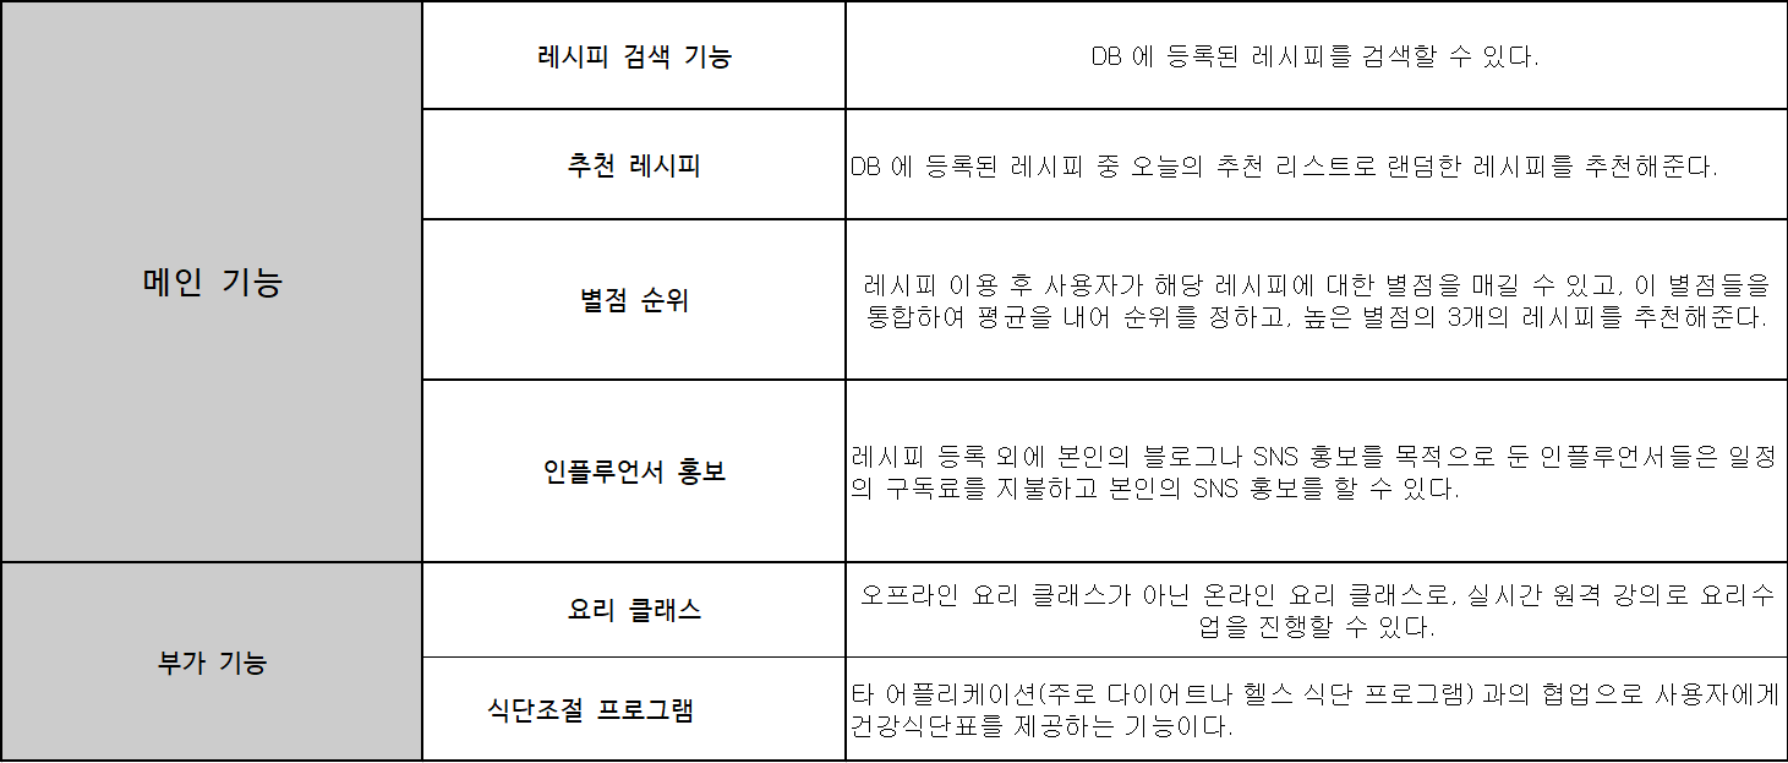 메인 기능
레시피 검색 기능
DB 에 등록된 레시피를 검색할 수 있다.
추천 레시피
DB 에 등록된 레시피 중 오늘의 추천 리스트로 랜덤한 레시피를 추천해준다.
별점 순위
레시피 이용 후 사용자가 해당 레시피에 대한 별점을 매길 수 있고, 이 별점들을
통합하여 평균을 내어 순위를 정하고, 높은 별점의 3개의 레시피를 추천해준다.
인플루언서 홍보
레시피 등록 외에 본인의 블로그나 SNS 홍보를 목적으로 둔 인플루언서들은 일정
의 구독료를 지불하고 본인의 SNS 홍보를 할 수 있다.
부가 기능
요리 클래스
오프라인 요리 클래스가 아닌 온라인 요리 클래스로, 실시간 원격 강의로 요리수
업을 진행할 수 있다.
식단조절 프로그램
타 어플리케이션(주로 다이어트나 헬스 식단 프로그램) 과의 협업으로 사용자에게
건강식단표를 제공하는 기능이다.